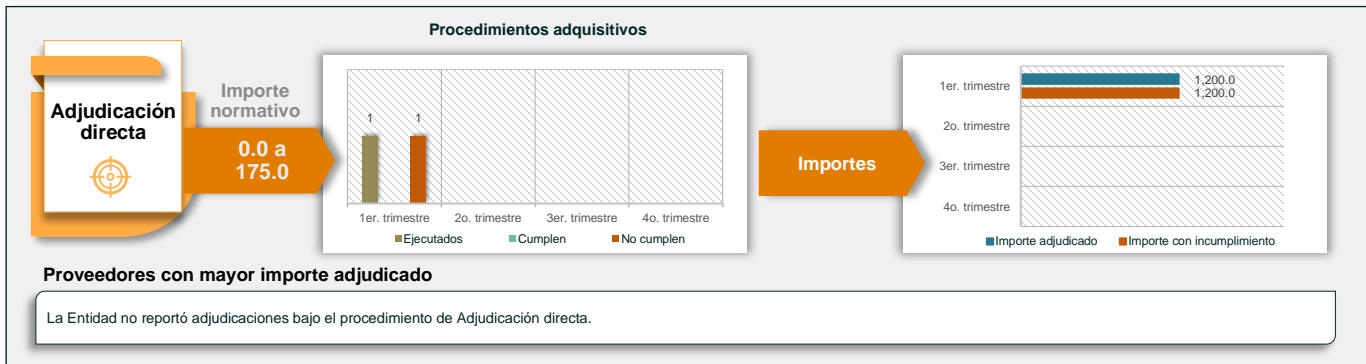 Procedimientos adquisitivos
Adjudicación
directa
Importe
normativo
0.0 a
175.0
1
1
1er. trimestre
2o. trimestre
3er. trimestre
4o. trimestre
Ejecutados
Cumplen
No cumplen
Importes
1er. trimestre
2o. trimestre
3er. trimestre
4o. trimestre
1,200.0
1,200.0
Importe adjudicado
Importe con incumplimiento
Proveedores con mayor importe adjudicado
La Entidad no reportó adjudicaciones bajo el procedimiento de Adjudicación directa.